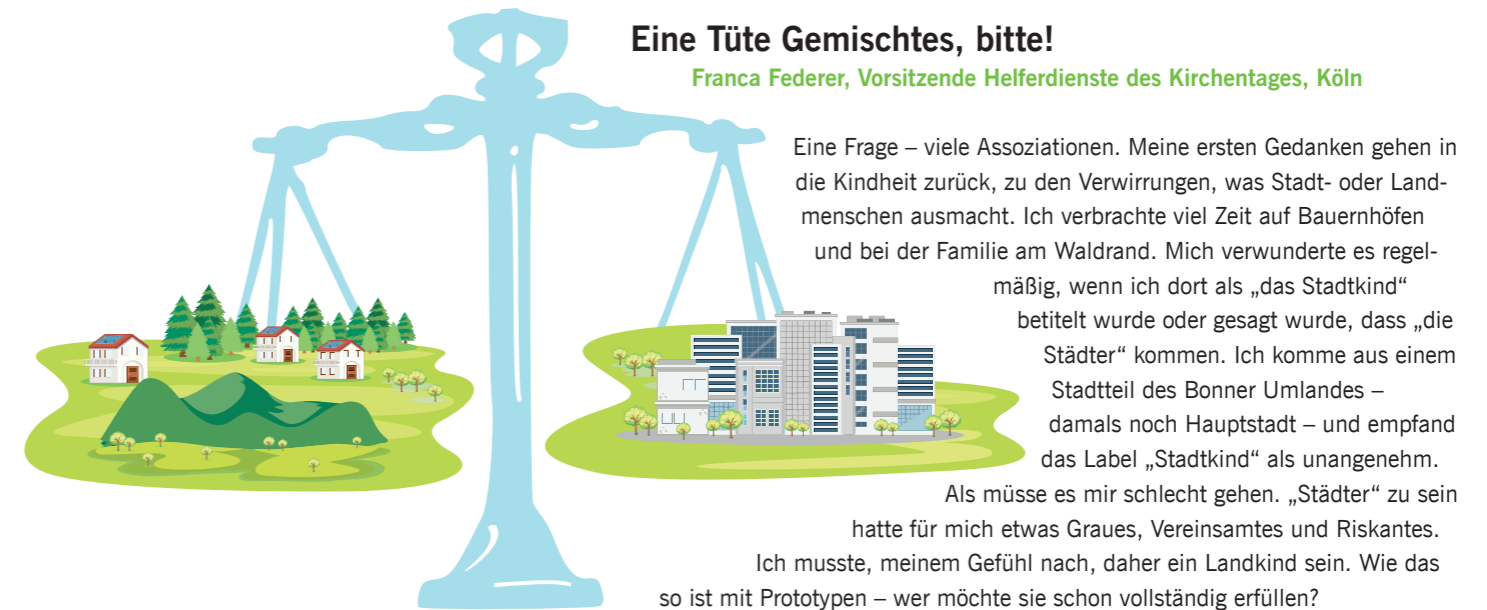 Eine Tüte Gemischtes, bitte!
Franca Federer, Vorsitzende Helferdienste des Kirchentages, Köln
Eine Frage – viele Assoziationen. Meine ersten Gedanken gehen in
die Kindheit zurück, zu den Verwirrungen, was Stadt- oder Land-
menschen ausmacht. Ich verbrachte viel Zeit auf Bauernhöfen
und bei der Familie am Waldrand. Mich verwunderte es regel-
mäßig, wenn ich dort als „das Stadtkind“
betitelt wurde oder gesagt wurde, dass „die
Städter“ kommen. Ich komme aus einem
Stadtteil des Bonner Umlandes –
damals noch Hauptstadt – und empfand
das Label „Stadtkind“ als unangenehm.
Als müsse es mir schlecht gehen. „Städter“ zu sein
hatte für mich etwas Graues, Vereinsamtes und Riskantes.
Ich musste, meinem Gefühl nach, daher ein Landkind sein. Wie das
so ist mit Prototypen – wer möchte sie schon vollständig erfüllen?